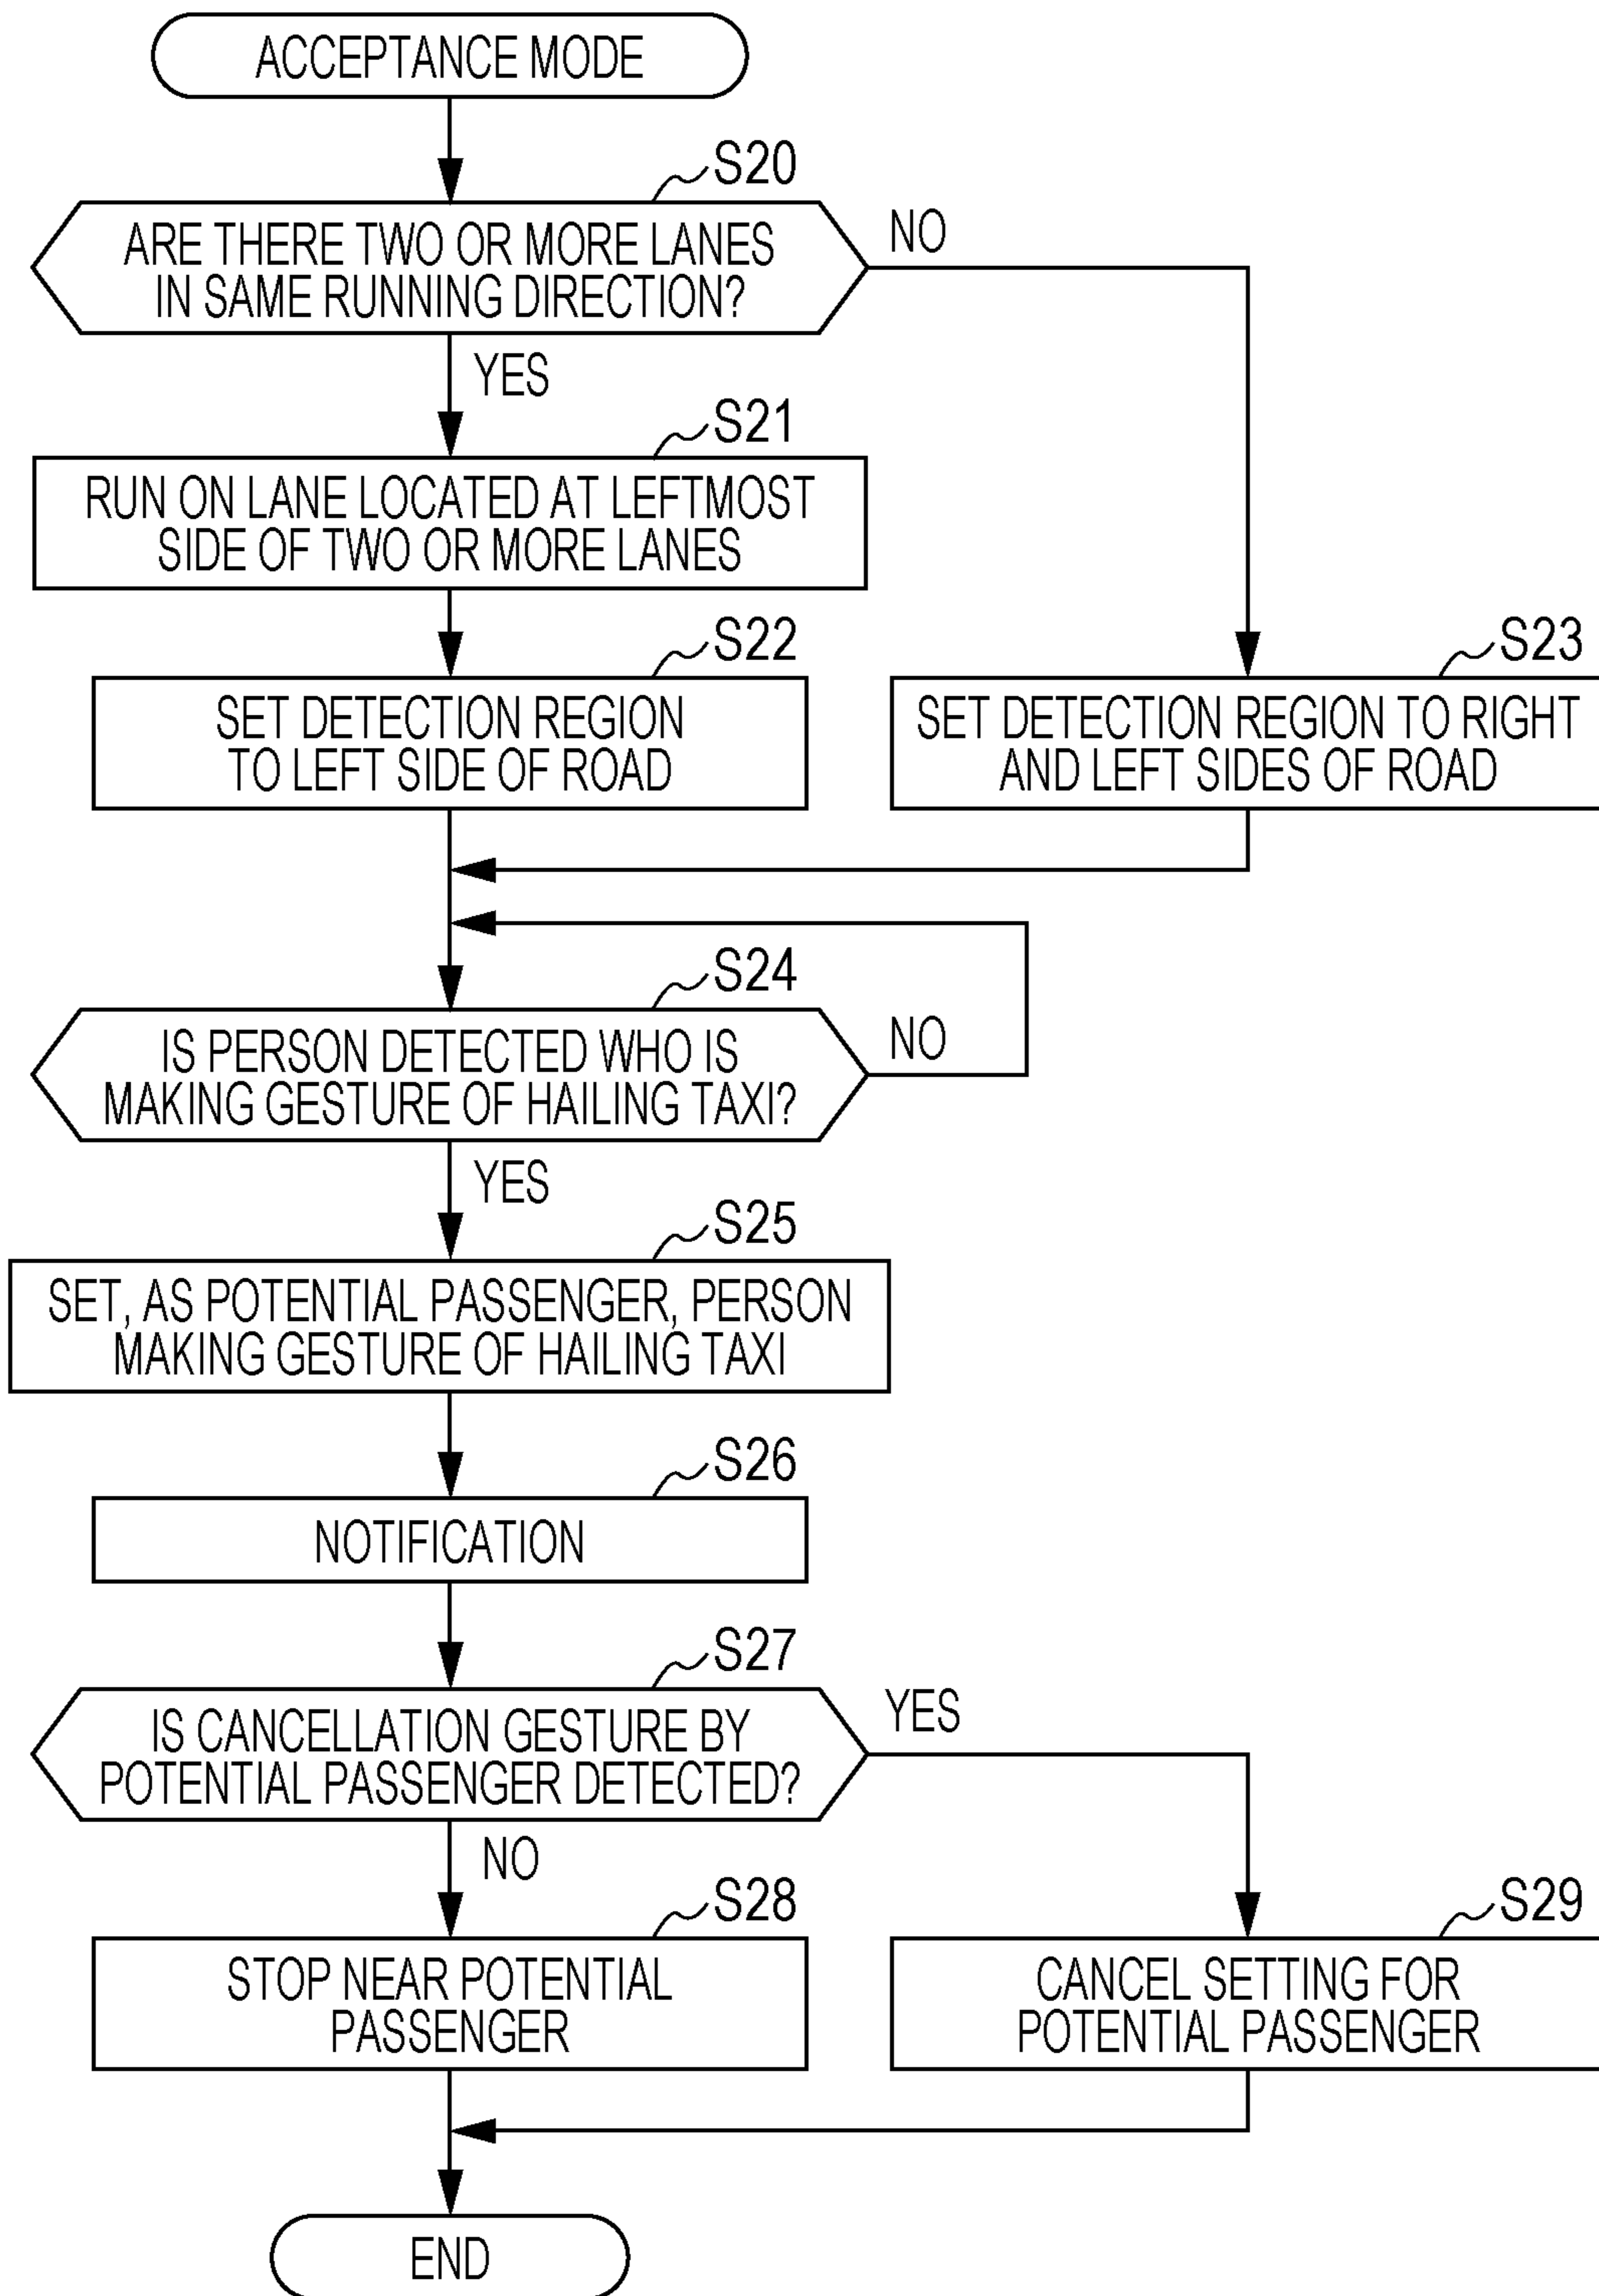 ACCEPTANCE MODE
S20
ARE THERE TWO OR MORE LANES
IN SAME RUNNING DIRECTION?
NO
YES
S21
RUN ON LANE LOCATED AT LEFTMOST
SIDE OF TWO OR MORE LANES
S22
SET DETECTION REGION
TO LEFT SIDE OF ROAD
S23
SET DETECTION REGION TO RIGHT
AND LEFT SIDES OF ROAD
S24
IS PERSON DETECTED WHO IS
MAKING GESTURE OF HAILING TAXI?
NO
YES
S25
SET, AS POTENTIAL PASSENGER, PERSON
MAKING GESTURE OF HAILING TAXI
S26
NOTIFICATION
S27
IS CANCELLATION GESTURE BY
POTENTIAL PASSENGER DETECTED?
YES
NO
S28
STOP NEAR POTENTIAL
PASSENGER
S29
CANCEL SETTING FOR
POTENTIAL PASSENGER
END